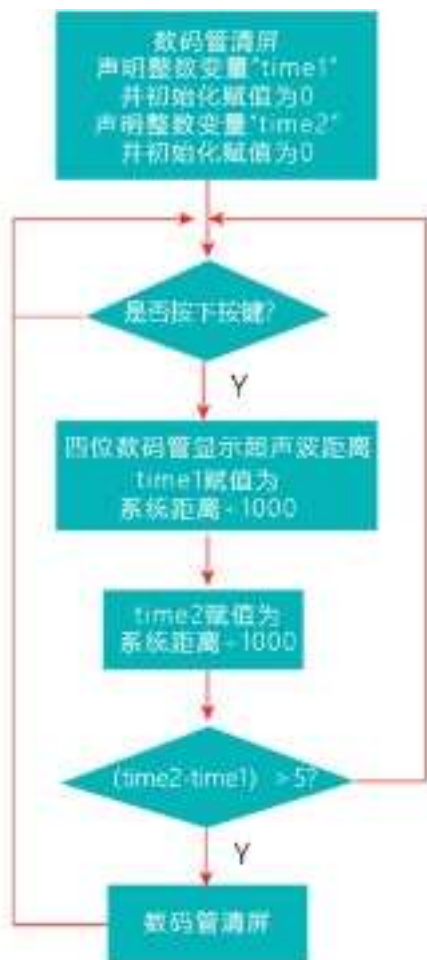 数码管清屏
声明整数变量"time1"
并初始化赋值为0
声明整数变量"time2"
并初始化赋值为0
是否按下按键?
Y
四位数码管显示超声波距离
time1赋值为
系统距离÷1000
time2赋值为
系统距离÷1000
(time2-time1) >5?
Y
数码管清屏